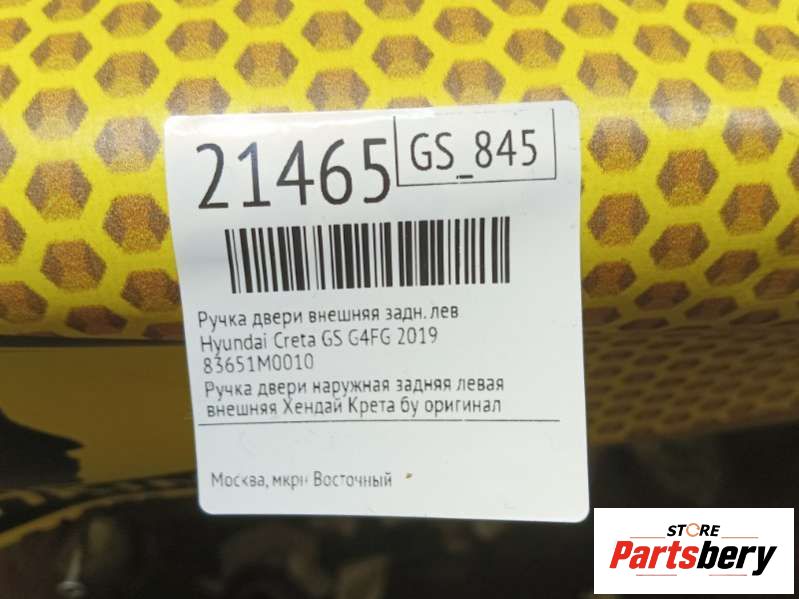 21465
GS_845
Ручка двери внешняя задн. лев
Hyundai Creta GS G4FG 2019
83651M0010
Ручка двери наружная задняя левая
внешняя Хендай Крета бу оригинал
Москва, мкрн Восточный
STORE
Partsbery